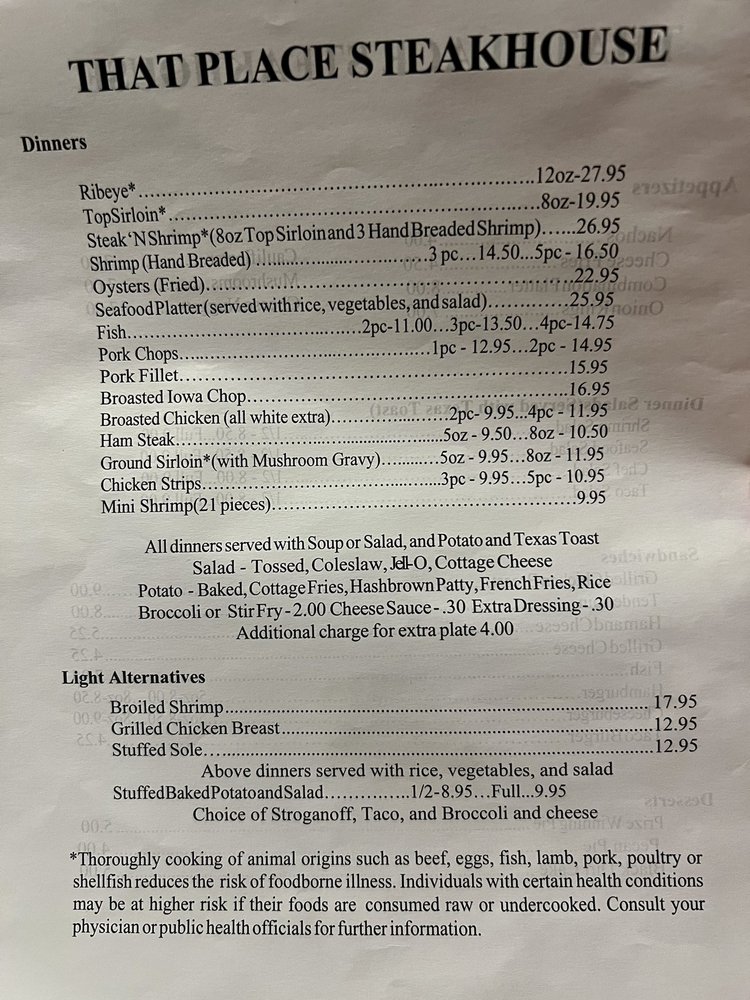 THAT PLACE STEAKHOUSE
Dinners
Ribeye*......................................................12oz-27.95
TopSirloin*..................................................8oz-19.95
Steak 'N Shrimp*(8oz Top Sirloin and 3 Hand Breaded Shrimp)......26.95
Shrimp (Hand Breaded)..............................3 pc...14.50...5pc - 16.50
Oysters (Fried)..................................................22.95
Seafood Platter (served with rice, vegetables, and salad)............25.95
Fish.................................2pc-11.00...3pc-13.50...4pc-14.75
Pork Chops....................................1pc - 12.95...2pc - 14.95
Pork Fillet......................................................15.95
Broasted Iowa Chop..............................................16.95
Broasted Chicken (all white extra).................2pc- 9.95...4pc - 11.95
Ham Steak........................................5oz - 9.50...8oz - 10.50
Ground Sirloin*(with Mushroom Gravy)..........5oz - 9.95...8oz - 11.95
Chicken Strips....................................3pc - 9.95...5pc - 10.95
Mini Shrimp(21 pieces)..........................................9.95
All dinners served with Soup or Salad, and Potato and Texas Toast
Salad - Tossed, Coleslaw, Jell-O, Cottage Cheese
Potato - Baked, Cottage Fries, Hashbrown Patty, French Fries, Rice
Broccoli or Stir Fry - 2.00 Cheese Sauce - .30 Extra Dressing - .30
Additional charge for extra plate 4.00
Light Alternatives
Broiled Shrimp.................................................................. 17.95
Grilled Chicken Breast..........................................................12.95
Stuffed Sole....................................................................12.95
Above dinners served with rice, vegetables, and salad
Stuffed Baked Potato and Salad...............1/2-8.95...Full...9.95
Choice of Stroganoff, Taco, and Broccoli and cheese
*Thoroughly cooking of animal origins such as beef, eggs, fish, lamb, pork, poultry or
shellfish reduces the risk of foodborne illness. Individuals with certain health conditions
may be at higher risk if their foods are consumed raw or undercooked. Consult your
physician or public health officials for further information.